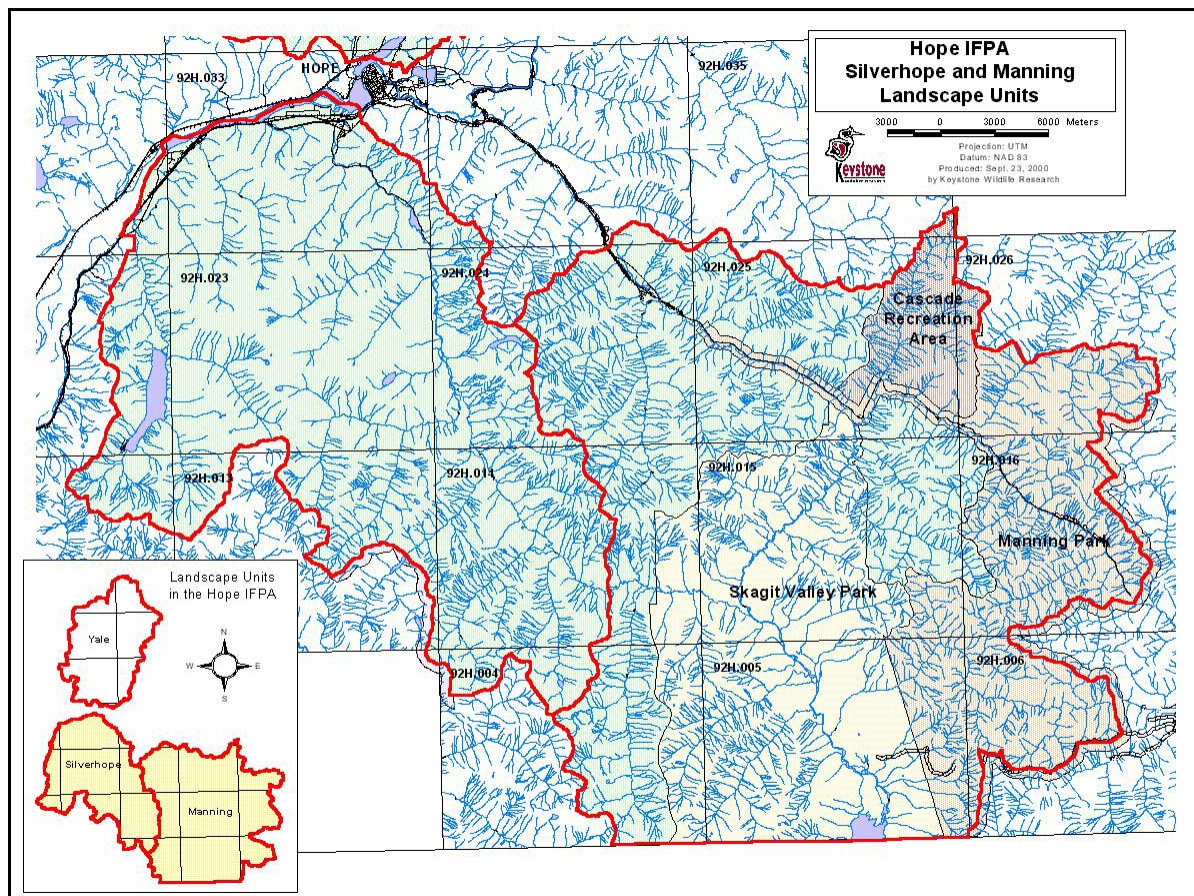 Hope IFPA
Silverhope and Manning
Landscape Units
3000 0 3000 6000 Meters
Projection: UTM
Datum: NAD 83
Produced: Sept. 23, 2000
by Keystone Wildlife Research
Keystone
92H.033
HOPE
92H.035
92H.023
92H.024
92H.025
92H.026
Cascade
Recreation
Area
92H.013
92H.014
92H.015
92H.016
Manning Park
Skagit Valley Park
92H.004
92H.005
92H.006
Landscape Units
in the Hope IFPA
Yale
N
W E
S
Silverhope
Manning